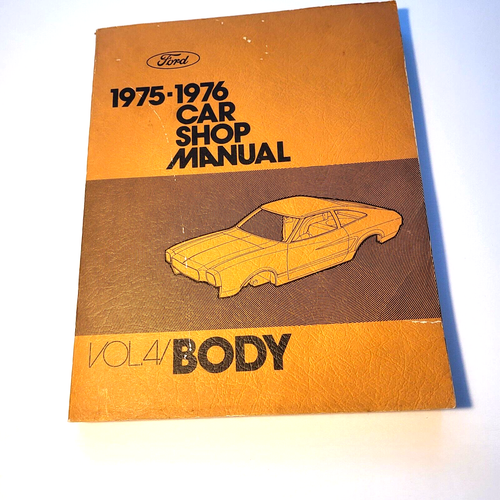 Ford
1975-1976
CAR
SHOP
MANUAL
VOL.4/BODY